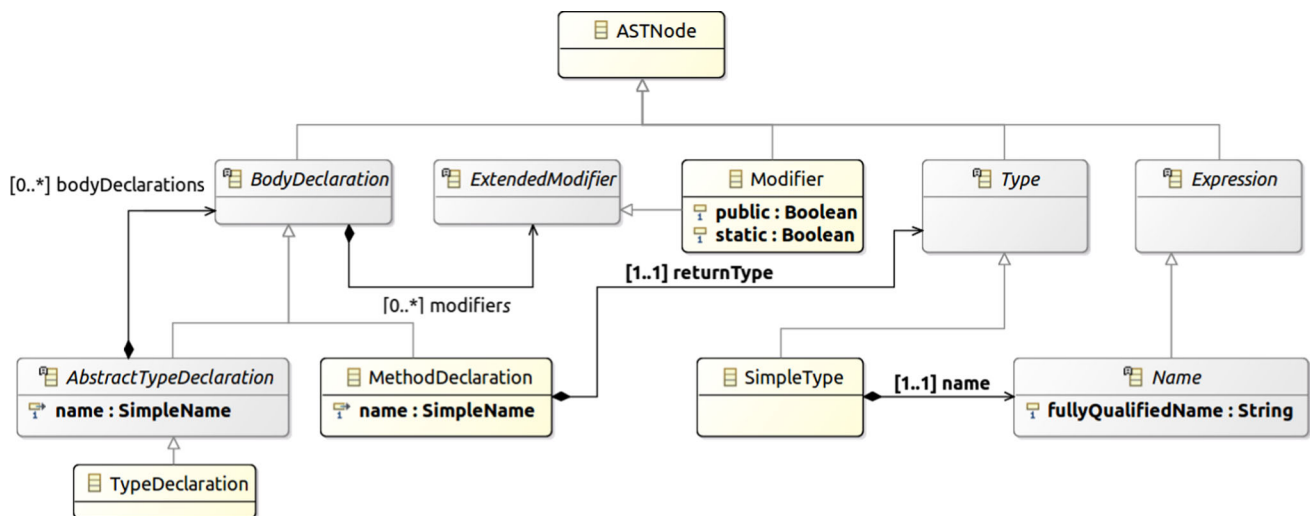 ASTNode
BodyDeclaration
ExtendedModifier
Modifier
public : Boolean
static : Boolean
Type
Expression
[0..*] bodyDeclarations
[1..1] returnType
[0..*] modifiers
AbstractTypeDeclaration
name : SimpleName
MethodDeclaration
name : SimpleName
SimpleType
[1..1] name
Name
fullyQualifiedName : String
TypeDeclaration